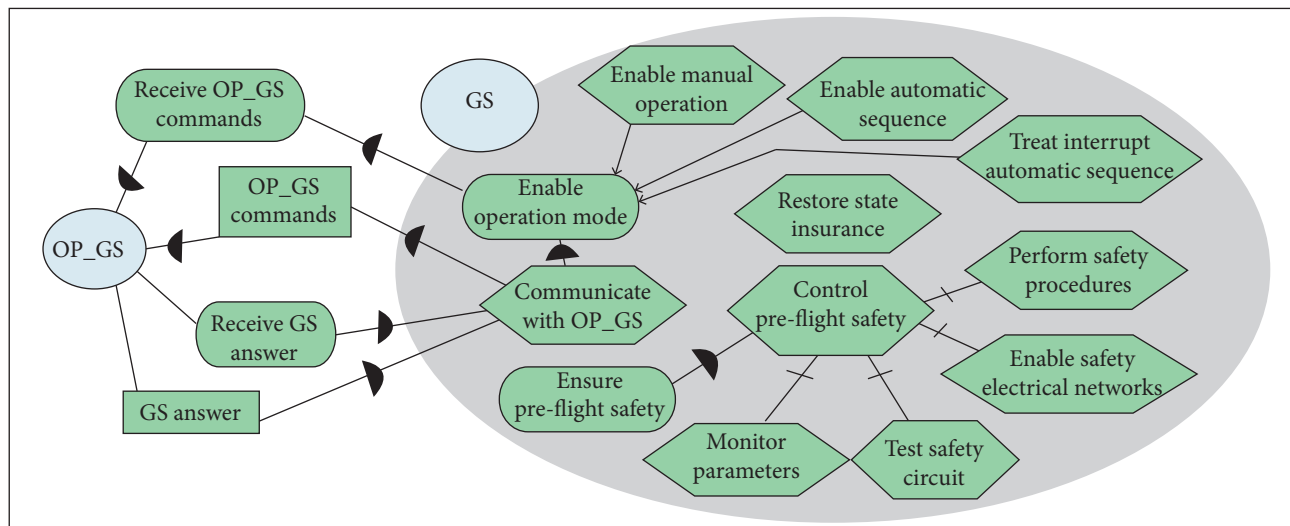 Receive OP_GS
commands
GS
Enable manual
operation
Enable automatic
sequence
Treat interrupt
automatic sequence
OP_GS
commands
Enable
operation mode
Restore state
insurance
OP_GS
Perform safety
procedures
Communicate
with OP_GS
Control
pre-flight safety
Receive GS
answer
Enable safety
electrical networks
Ensure
pre-flight safety
GS answer
Monitor
parameters
Test safety
circuit